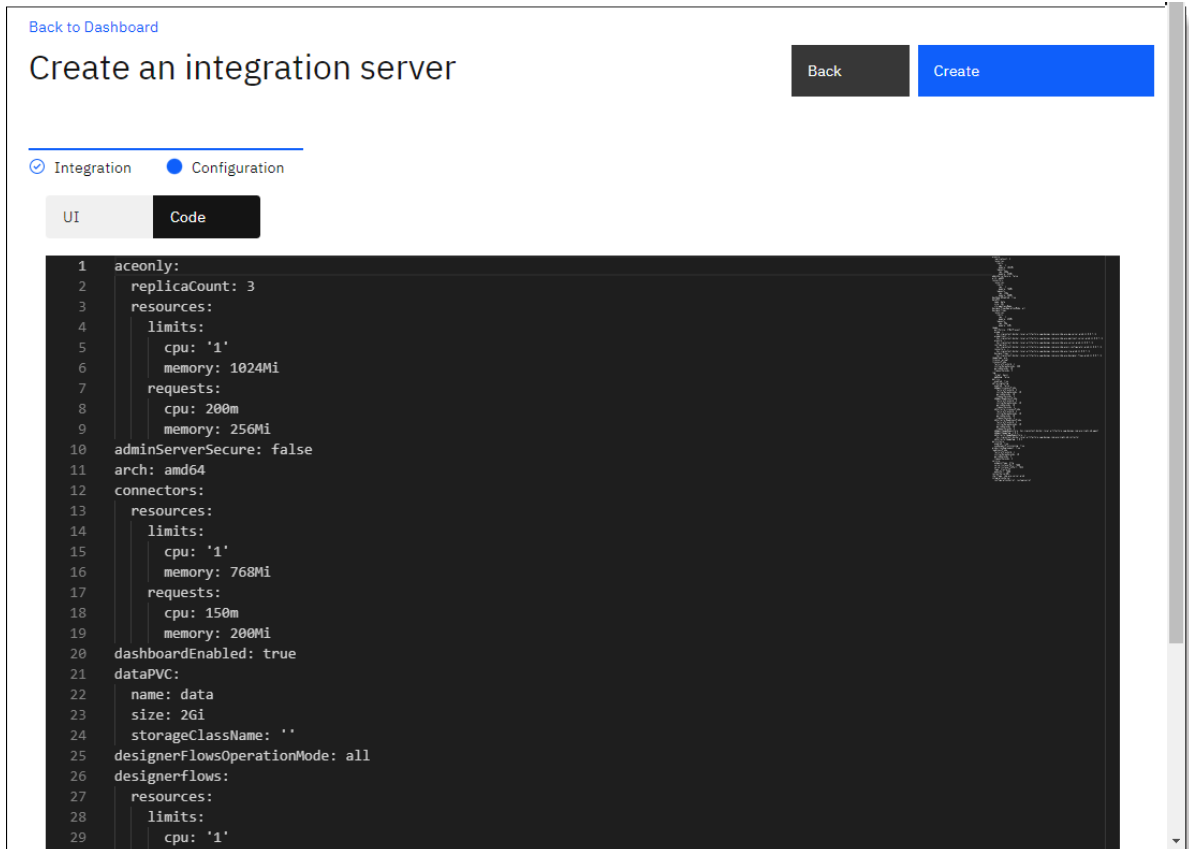 Back to Dashboard
Create an integration server
Back
Create
Integration
Configuration
UI
Code
1 aceonly:
2 replicaCount: 3
3 resources:
4 limits:
5 cpu: '1'
6 memory: 1024Mi
7 requests:
8 cpu: 200m
9 memory: 256Mi
10 adminServerSecure: false
11 arch: amd64
12 connectors:
13 resources:
14 limits:
15 cpu: '1'
16 memory: 768Mi
17 requests:
18 cpu: 150m
19 memory: 200Mi
20 dashboardEnabled: true
21 dataPVC:
22 name: data
23 size: 2Gi
24 storageClassName: ''
25 designerFlowsOperationMode: all
26 designerflows:
27 resources:
28 limits:
29 cpu: '1'